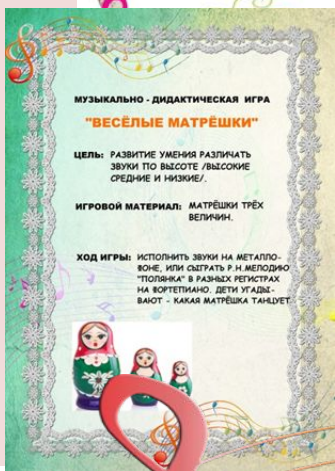 МУЗЫКАЛЬНО - ДИДАКТИЧЕСКАЯ ИГРА
"ВЕСЁЛЫЕ МАТРЁШКИ"
ЦЕЛЬ: РАЗВИТИЕ УМЕНИЯ РАЗЛИЧАТЬ
ЗВУКИ ПО ВЫСОТЕ /ВЫСОКИЕ
СРЕДНИЕ И НИЗКИЕ/.
ИГРОВОЙ МАТЕРИАЛ: МАТРЁШКИ ТРЁХ
ВЕЛИЧИН.
ХОД ИГРЫ: ИСПОЛНИТЬ ЗВУКИ НА МЕТАЛЛО-
ФОНЕ, ИЛИ СЫГРАТЬ Р.Н.МЕЛОДИЮ
"ПОЛЯНКА" В РАЗНЫХ РЕГИСТРАХ
НА ФОРТЕПИАНО. ДЕТИ УГАДЫ-
ВАЮТ - КАКАЯ МАТРЁШКА ТАНЦУЕТ